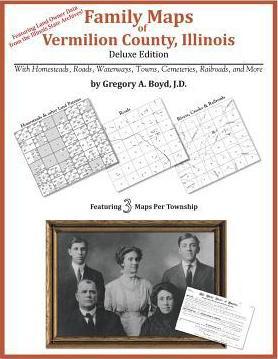 Featuring Land Owner Data
from the Illinois State Archives!
Family Maps
of
Vermilion County, Illinois
Deluxe Edition
With Homesteads, Roads, Waterways, Towns, Cemeteries, Railroads, and More
by Gregory A. Boyd, J.D.
Homesteads & other Land Patents
Roads
Rivers, Creeks & Railroads
Featuring 3 Maps Per Township